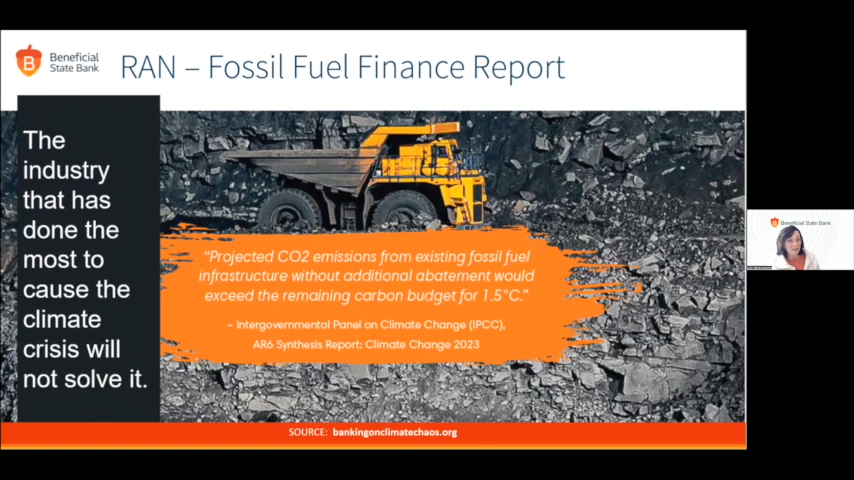 Beneficial
State Bank
RAN – Fossil Fuel Finance Report
The
industry
that has
done the
most to
cause the
climate
crisis will
not solve it.
“Projected CO2 emissions from existing fossil fuel
infrastructure without additional abatement would
exceed the remaining carbon budget for 1.5°C.”
– Intergovernmental Panel on Climate Change (IPCC),
AR6 Synthesis Report: Climate Change 2023
SOURCE: bankingonclimatechaos.org
Beneficial State Bank